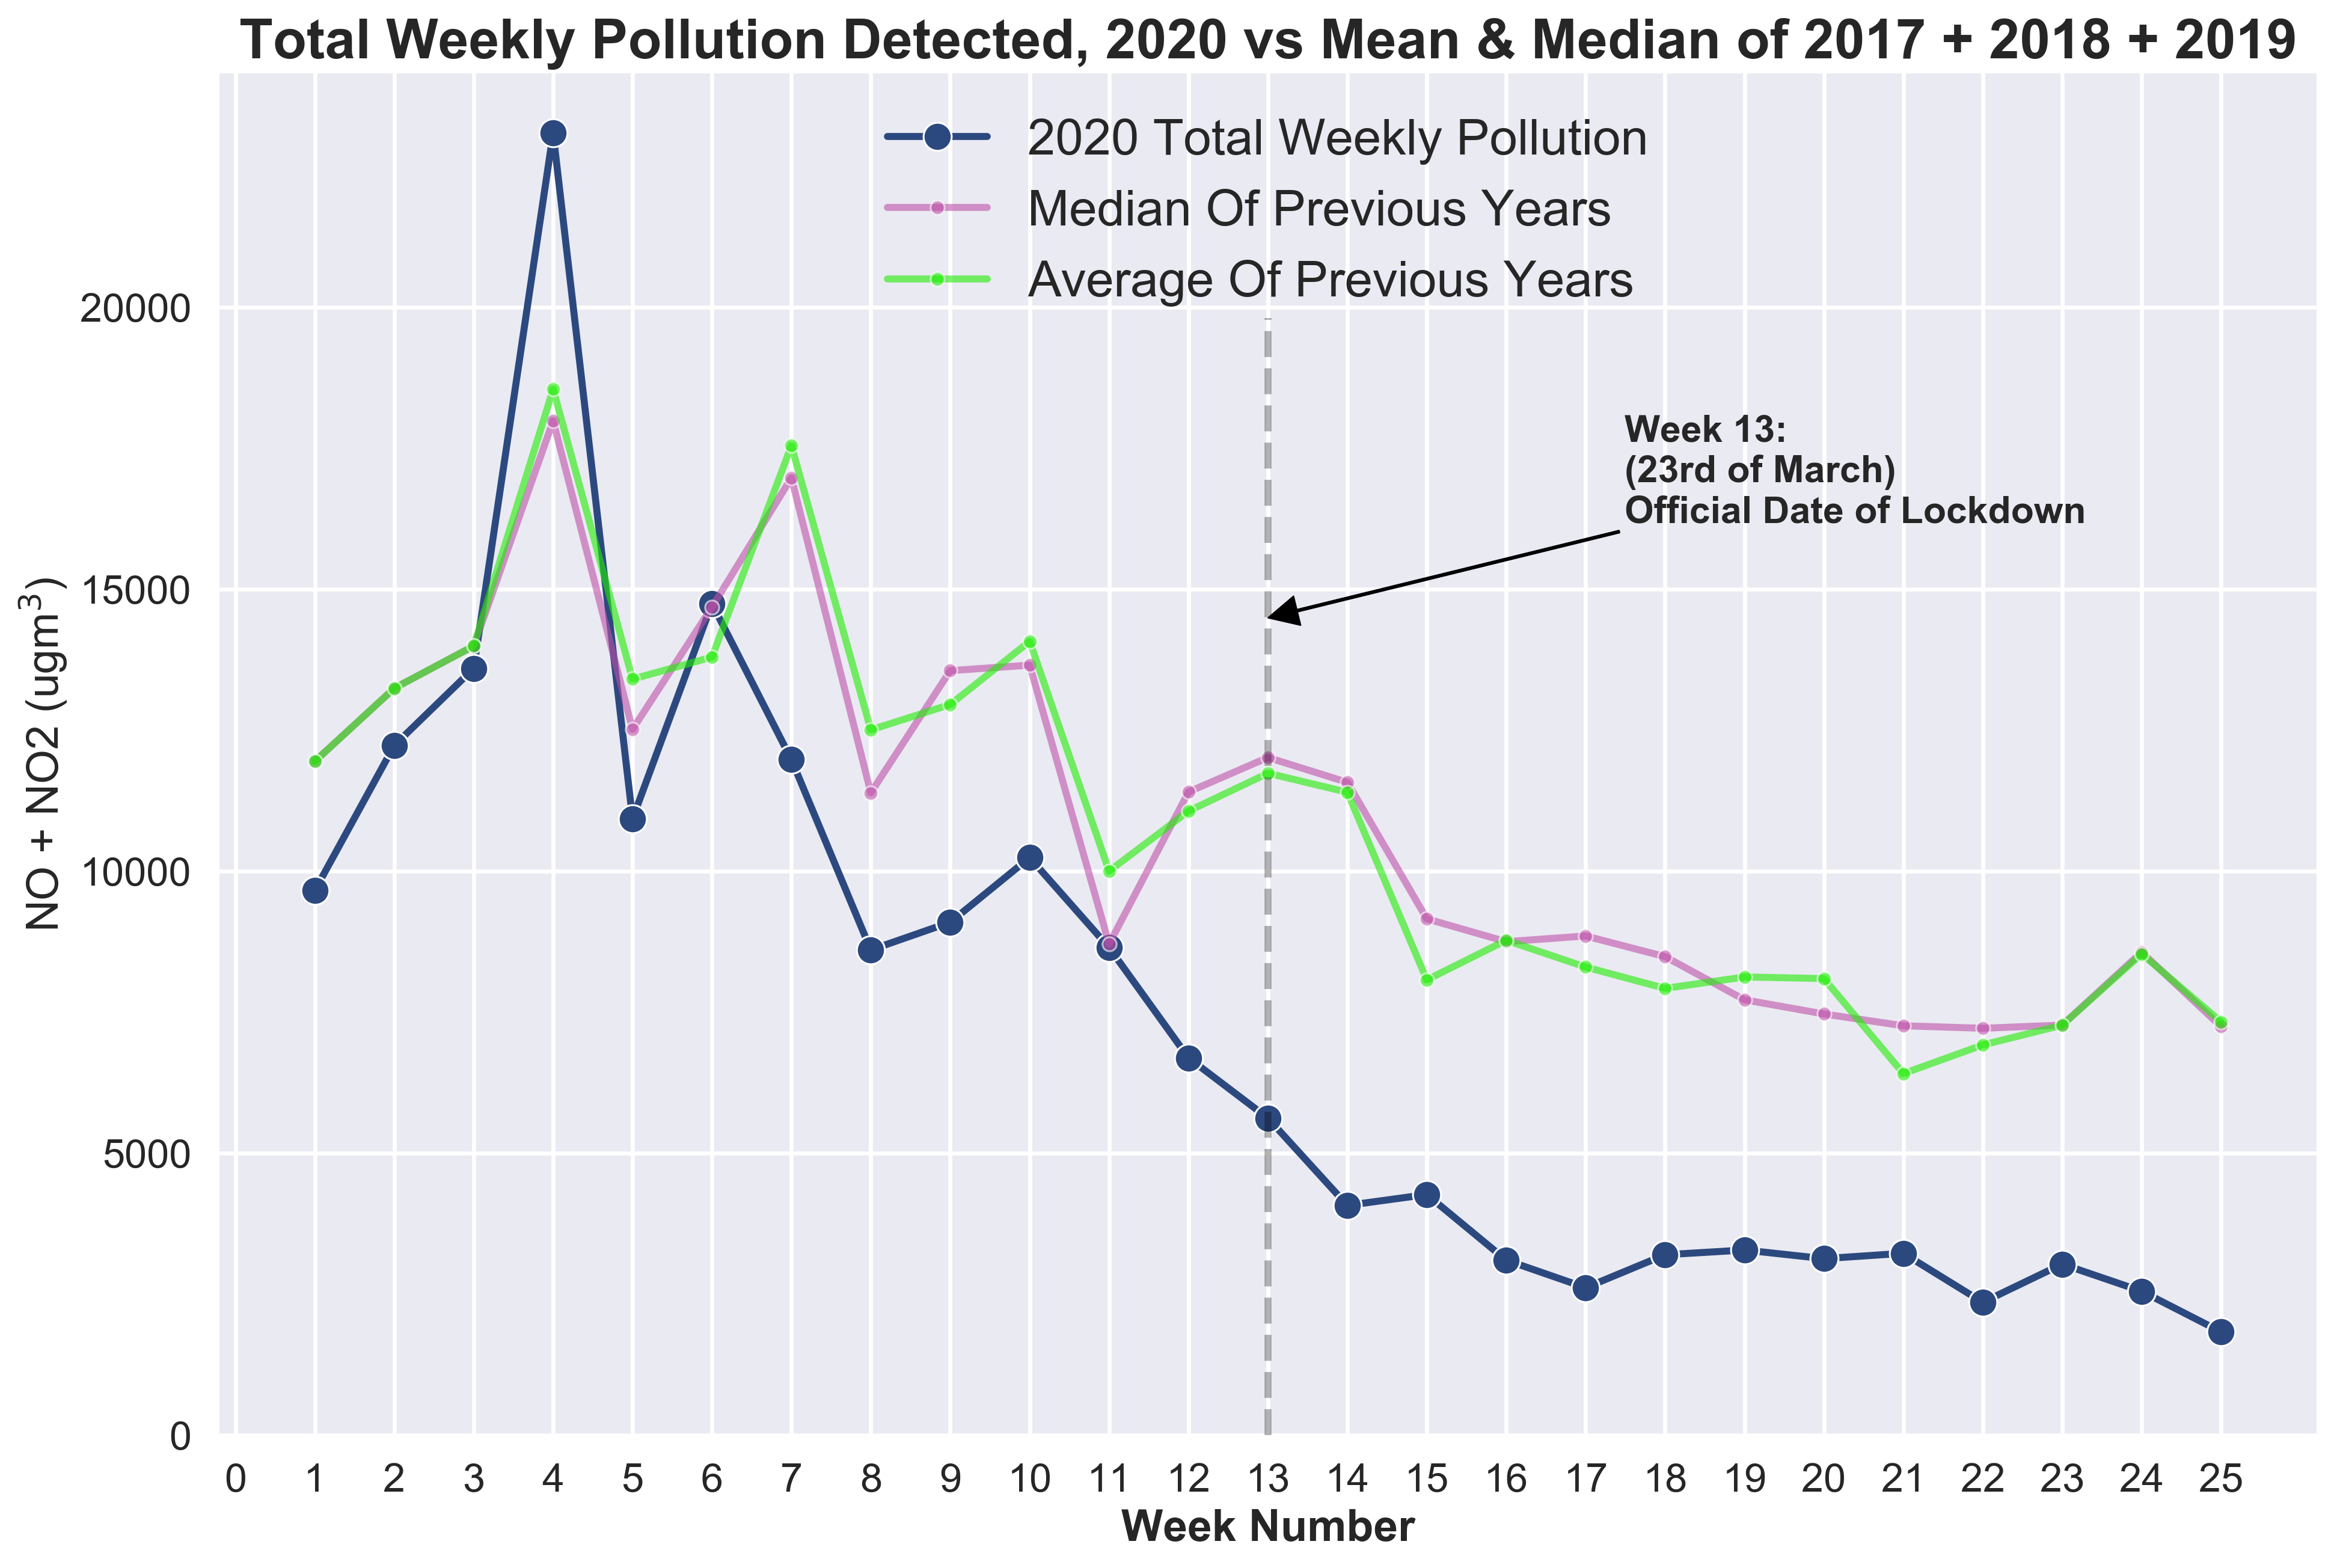 Total Weekly Pollution Detected, 2020 vs Mean & Median of 2017 + 2018 + 2019
2020 Total Weekly Pollution
Median Of Previous Years
Average Of Previous Years
Week 13:
(23rd of March)
Official Date of Lockdown
NO + NO2 (ugm³)
20000
15000
10000
5000
0
0 1 2 3 4 5 6 7 8 9 10 11 12 13 14 15 16 17 18 19 20 21 22 23 24 25
Week Number